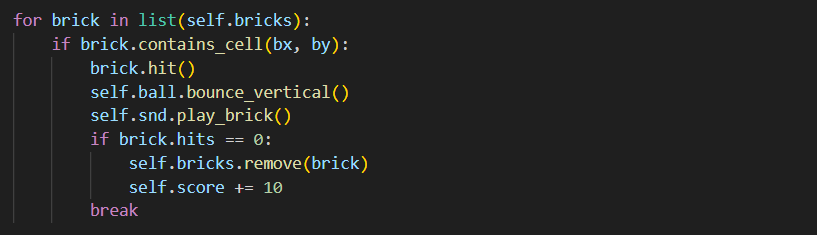 for brick in list(self.bricks):
    if brick.contains_cell(bx, by):
        brick.hit()
        self.ball.bounce_vertical()
        self.snd.play_brick()
        if brick.hits == 0:
            self.bricks.remove(brick)
            self.score += 10
        break